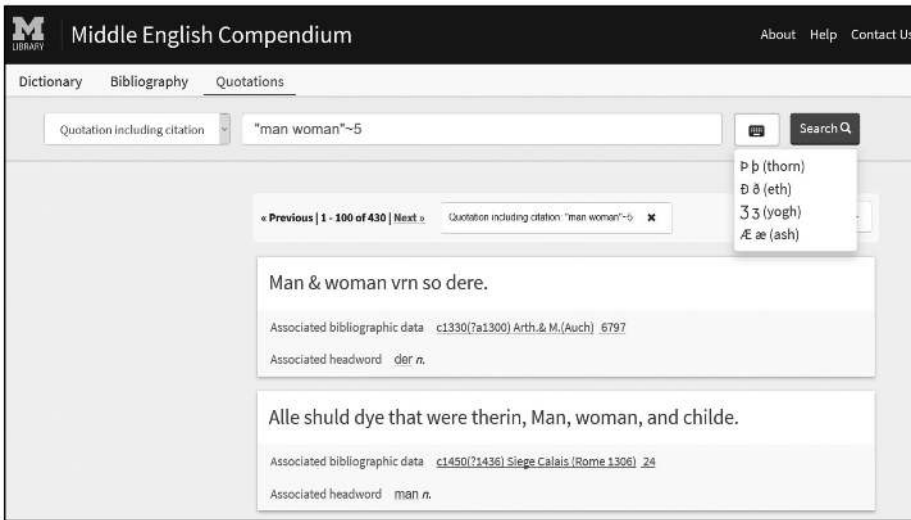 M
LIBRARY
Middle English Compendium
About Help Contact Us
Dictionary Bibliography Quotations
Quotation including citation
"man woman"~5
Search
Þ þ (thorn)
Ð ð (eth)
Ȝ ȝ (yogh)
Æ æ (ash)
« Previous | 1 - 100 of 430 | Next »
Quotation including citation: "man woman"~5 ✖
Man & woman vrn so dere.
Associated bibliographic data c1330(?a1300) Arth.& M.(Auch) 6797
Associated headword der n.
Alle shuld dye that were therin, Man, woman, and childe.
Associated bibliographic data c1450(?1436) Siege Calais (Rome 1306) 24
Associated headword man n.